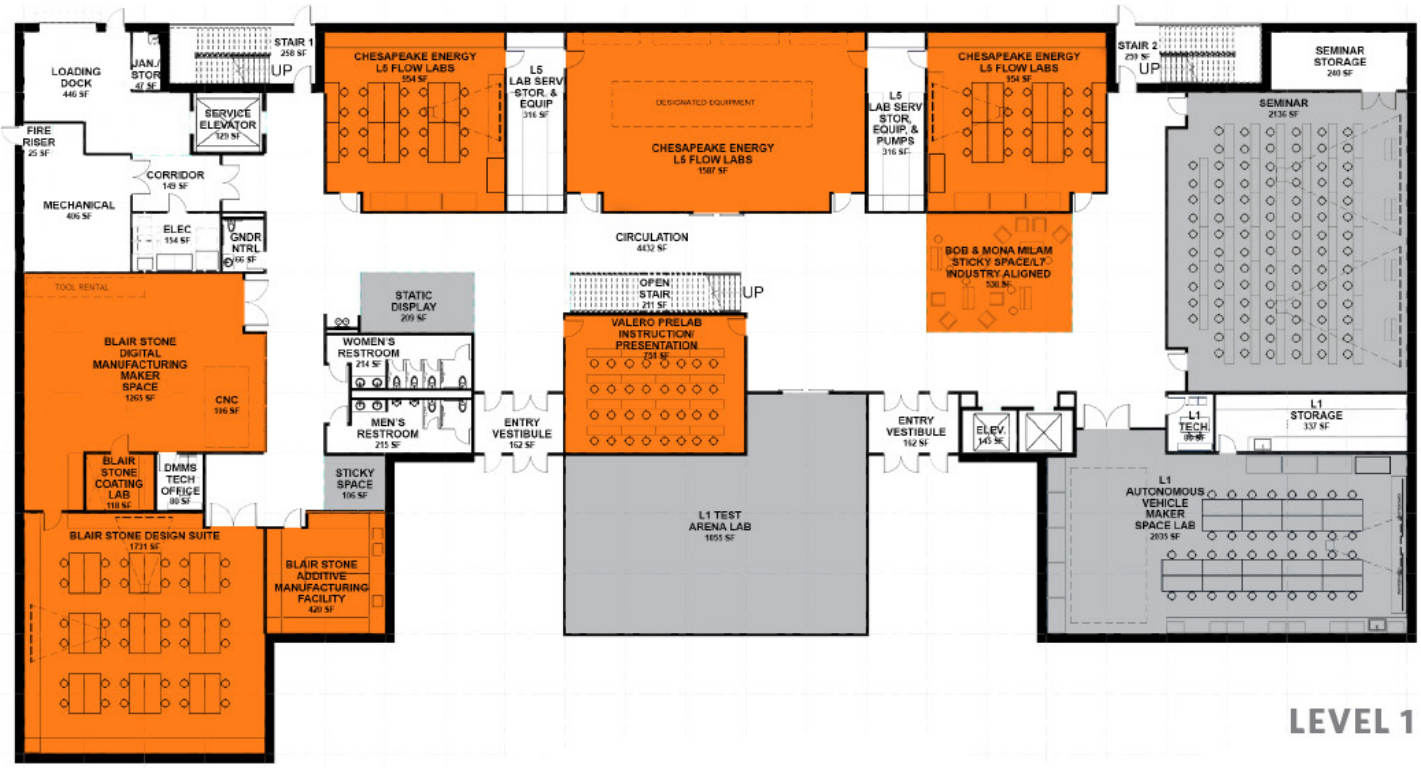 LOADING
DOCK
446 SF
JAN./
STOR
47 SF
STAIR 1
258 SF
UP
CHESAPEAKE ENERGY
L5 FLOW LABS
954 SF
L5
LAB SERV
STOR. &
EQUIP
316 SF
DESIGNATED EQUIPMENT
CHESAPEAKE ENERGY
L5 FLOW LABS
1587 SF
L5
LAB SERV
STOR,
EQUIP, &
PUMPS
316 SF
CHESAPEAKE ENERGY
L5 FLOW LABS
954 SF
STAIR 2
259 SF
UP
SEMINAR
STORAGE
240 SF
SEMINAR
2136 SF
SERVICE
ELEVATOR
129 SF
FIRE
RISER
25 SF
CORRIDOR
149 SF
MECHANICAL
406 SF
ELEC
154 SF
GNDR
NTRL
66 SF
CIRCULATION
4432 SF
BOB & MONA MILAM
STICKY SPACE/L7
INDUSTRY ALIGNED
530 SF
TOOL RENTAL
STATIC
DISPLAY
209 SF
OPEN
STAIR
211 SF
UP
BLAIR STONE
DIGITAL
MANUFACTURING
MAKER
SPACE
1265 SF
CNC
106 SF
WOMEN'S
RESTROOM
214 SF
VALERO PRELAB
INSTRUCTION/
PRESENTATION
751 SF
MEN'S
RESTROOM
215 SF
ENTRY
VESTIBULE
162 SF
ENTRY
VESTIBULE
162 SF
ELEV.
143 SF
L1
TECH.
L1
STORAGE
337 SF
BLAIR
STONE
COATING
LAB
118 SF
DMMS
TECH
OFFICE
80 SF
STICKY
SPACE
106 SF
L1 TEST
ARENA LAB
1855 SF
L1
AUTONOMOUS
VEHICLE
MAKER
SPACE LAB
2035 SF
BLAIR STONE DESIGN SUITE
1731 SF
BLAIR STONE
ADDITIVE
MANUFACTURING
FACILITY
420 SF
LEVEL 1